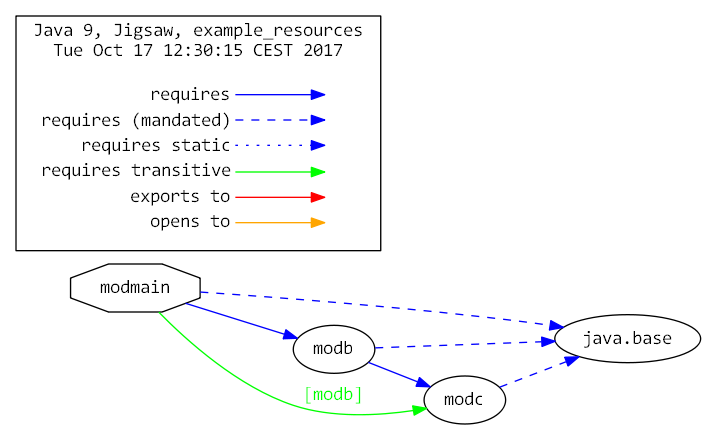 Java 9, Jigsaw, example_resources
Tue Oct 17 12:30:15 CEST 2017
requires
requires (mandated)
requires static
requires transitive
exports to
opens to
modmain
java.base
modb
[modb]
modc